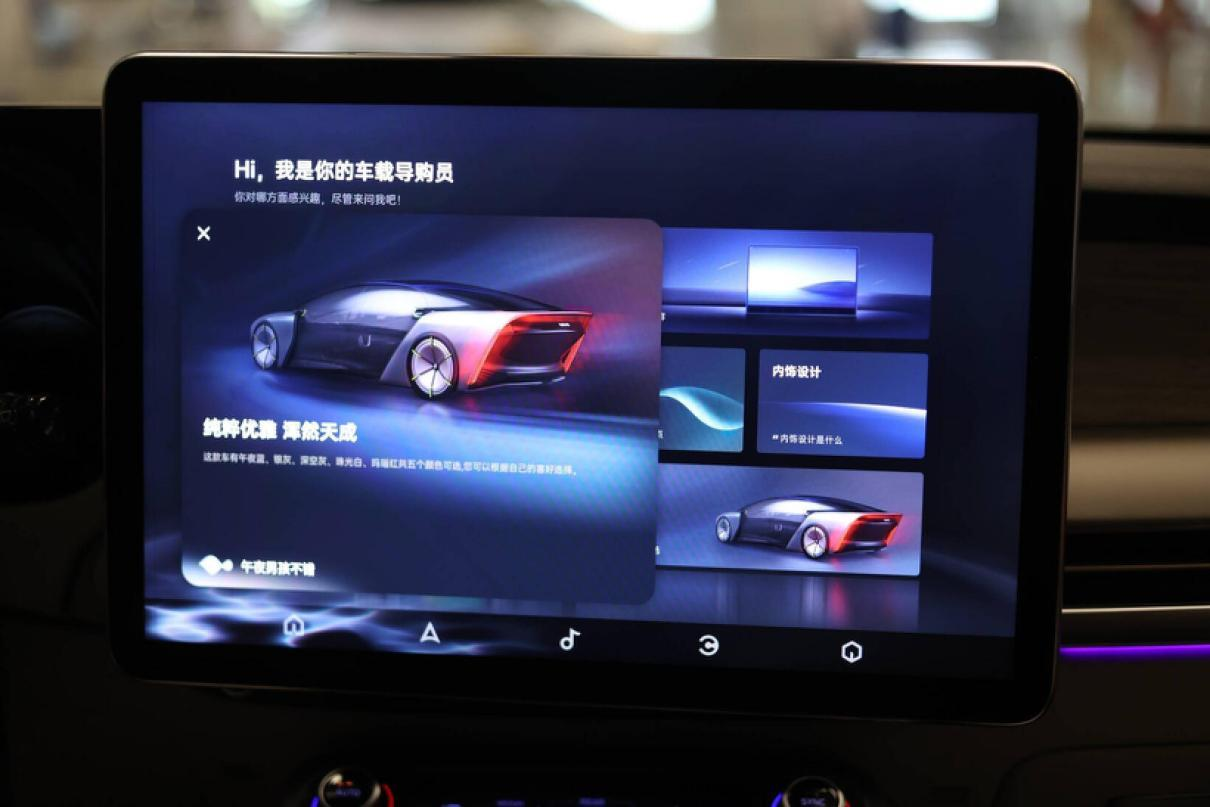 Hi，我是你的车载导购员
你对哪方面感兴趣，尽管来问我吧！
纯粹优雅 浑然天成
这款车有午夜蓝、银灰、深空灰、珠光白、玛瑙红共五个颜色可选,您可以根据自己的喜好选择。
午夜男孩不错
内饰设计
“内饰设计是什么
AUTO
SYNC